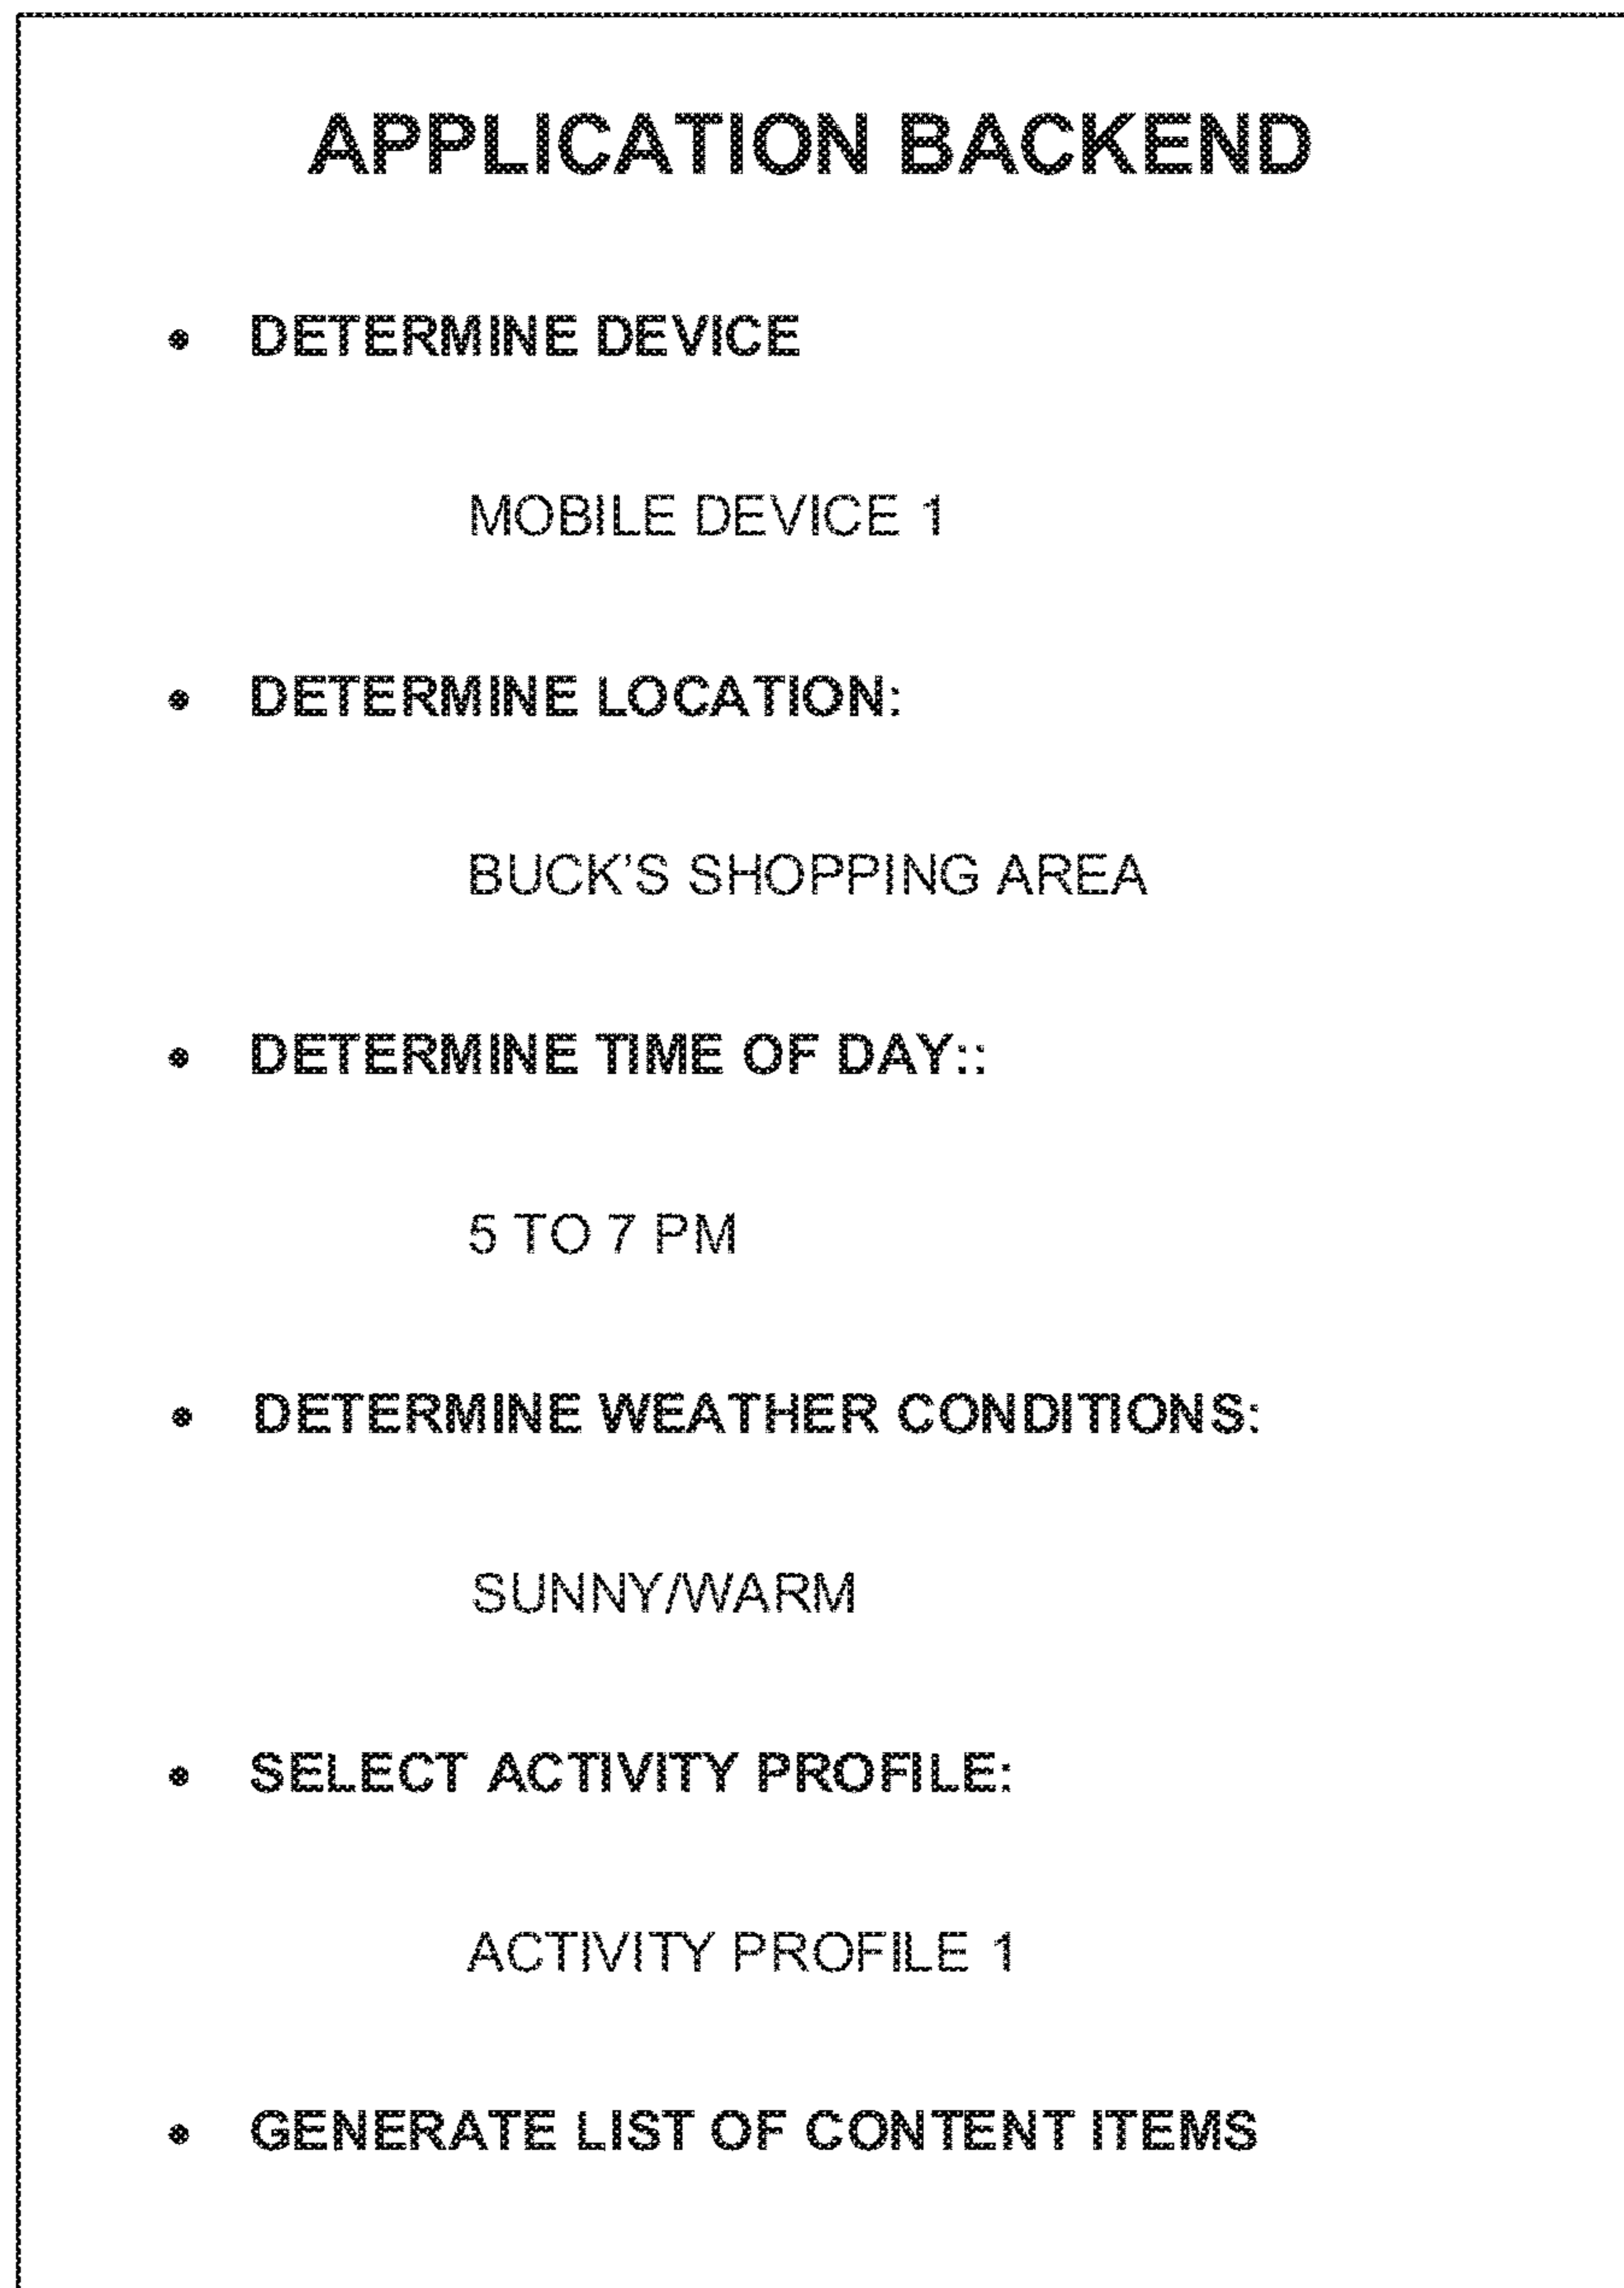 APPLICATION BACKEND
• DETERMINE DEVICE
MOBILE DEVICE 1
• DETERMINE LOCATION:
BUCK'S SHOPPING AREA
• DETERMINE TIME OF DAY::
5 TO 7 PM
• DETERMINE WEATHER CONDITIONS:
SUNNY/WARM
• SELECT ACTIVITY PROFILE:
ACTIVITY PROFILE 1
• GENERATE LIST OF CONTENT ITEMS